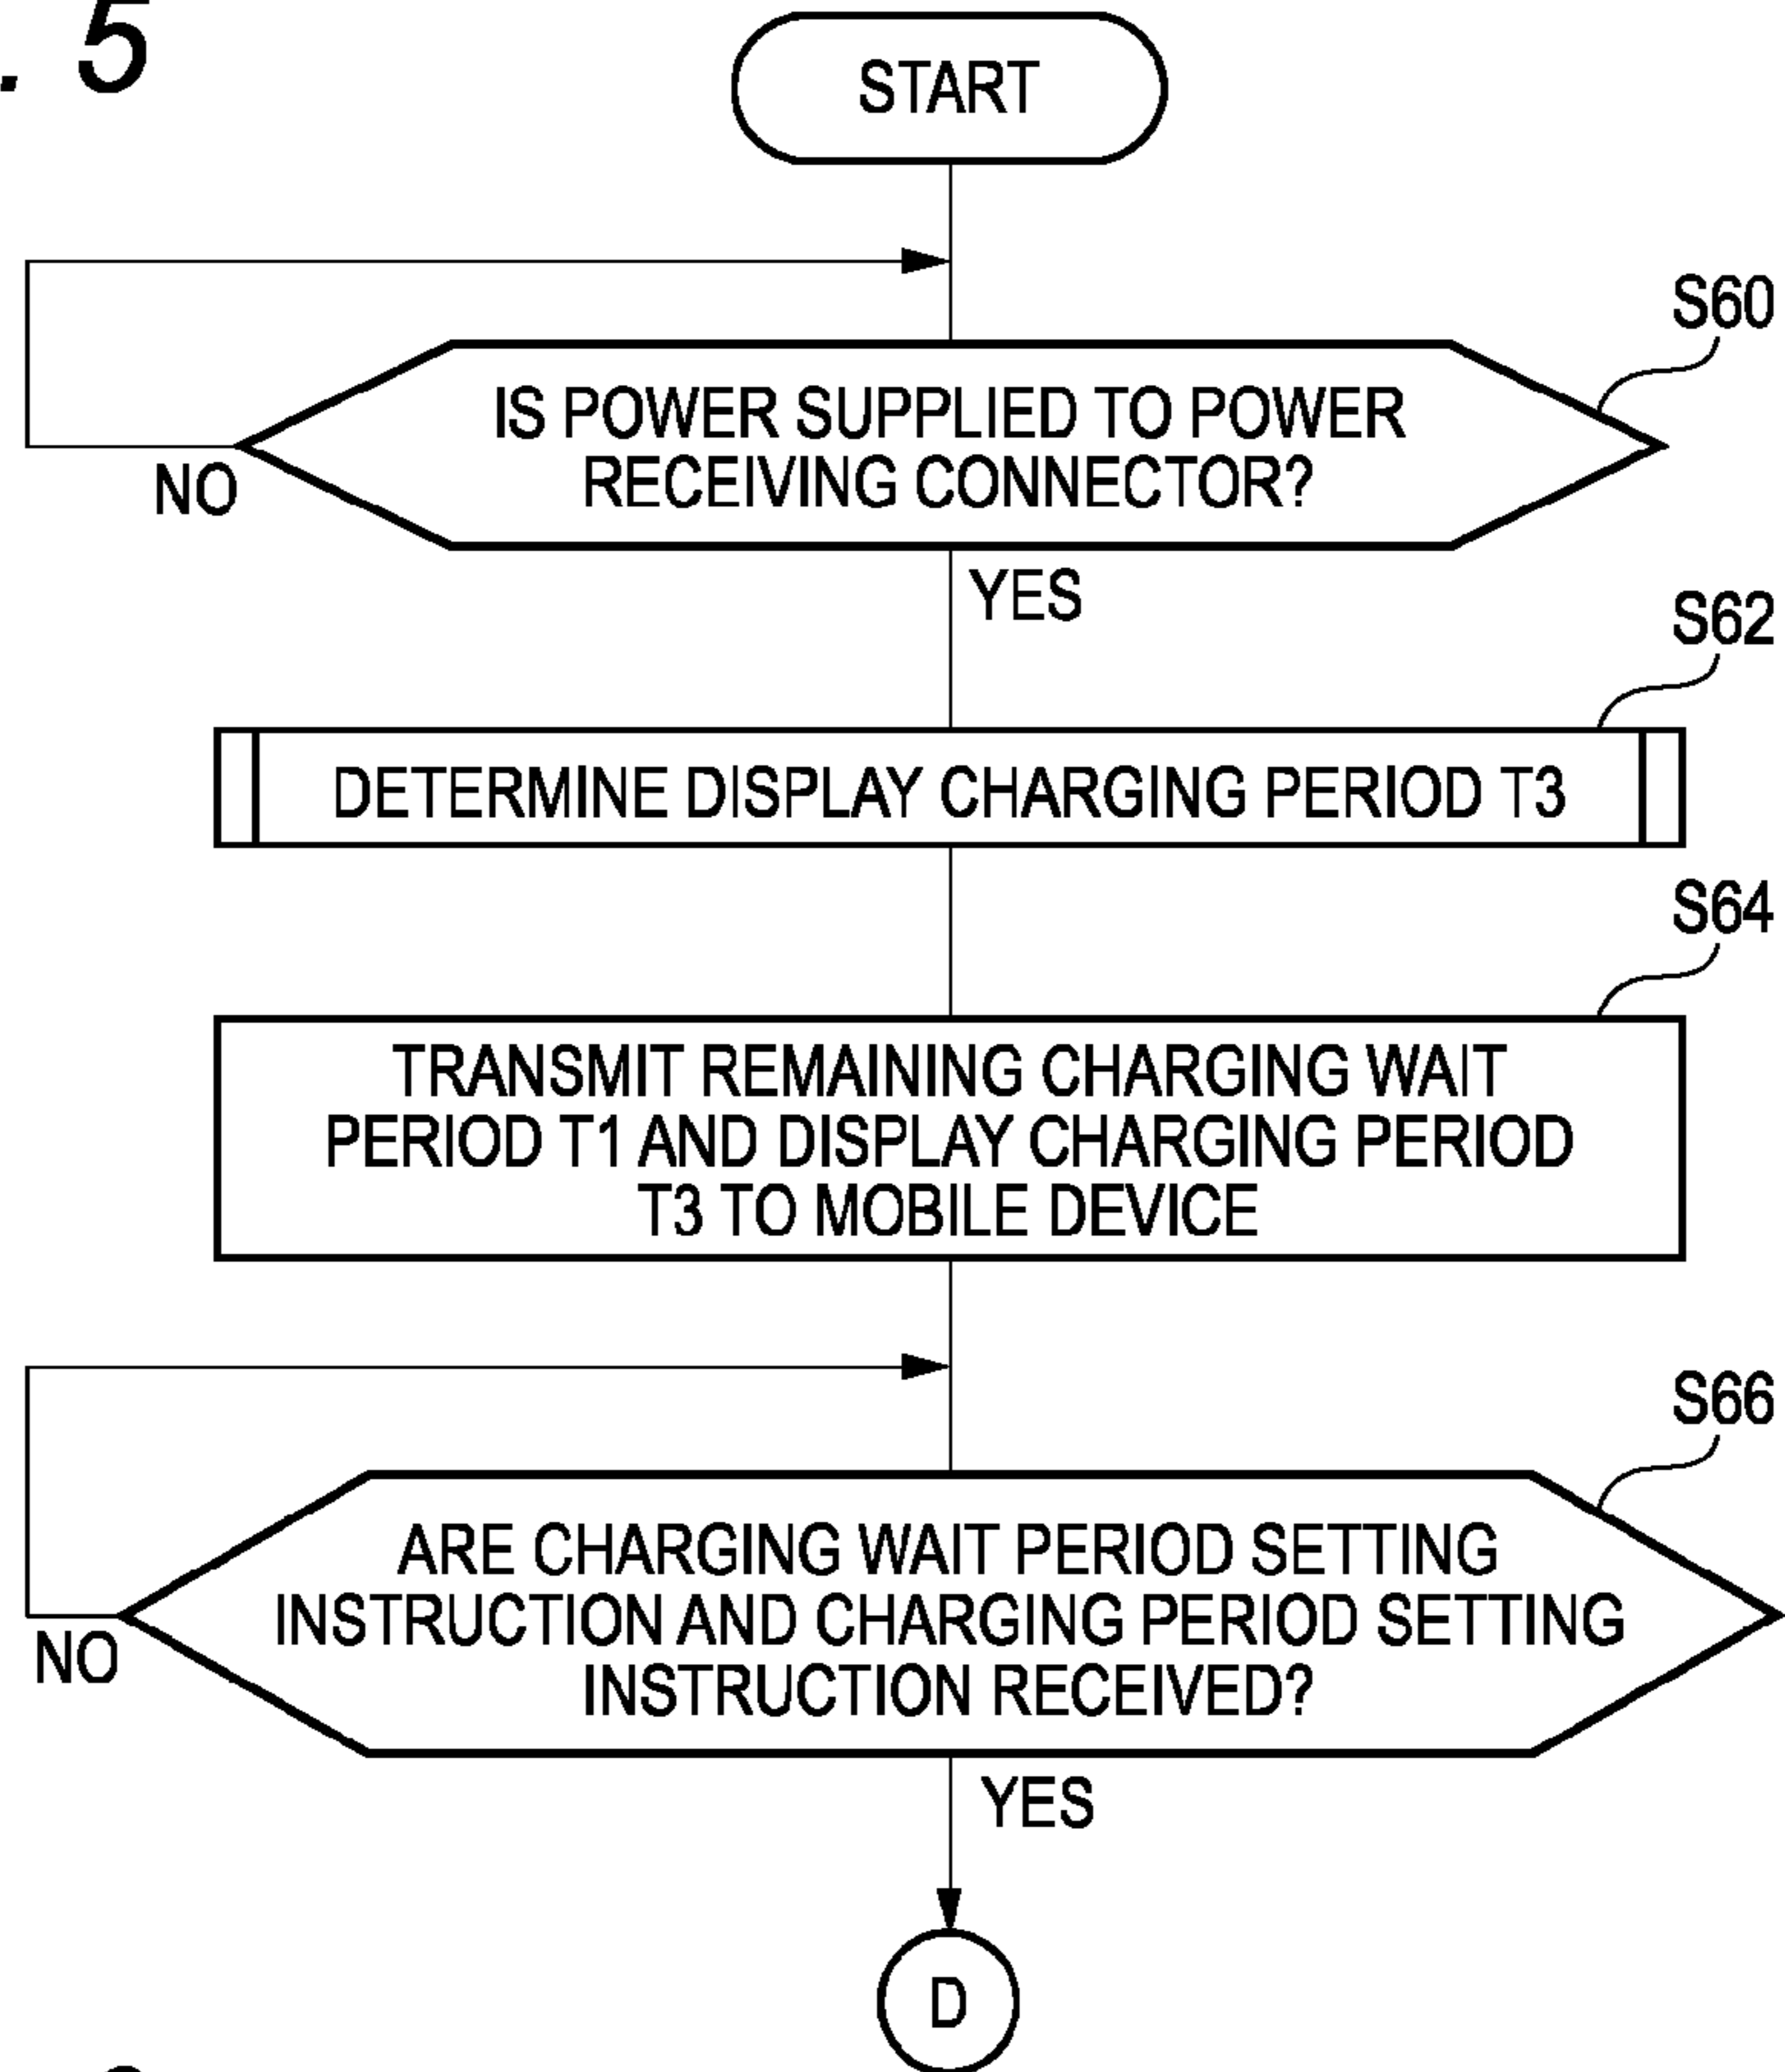 . 5
START
S60
IS POWER SUPPLIED TO POWER
RECEIVING CONNECTOR?
NO
YES
S62
DETERMINE DISPLAY CHARGING PERIOD T3
S64
TRANSMIT REMAINING CHARGING WAIT
PERIOD T1 AND DISPLAY CHARGING PERIOD
T3 TO MOBILE DEVICE
S66
ARE CHARGING WAIT PERIOD SETTING
INSTRUCTION AND CHARGING PERIOD SETTING
INSTRUCTION RECEIVED?
NO
YES
D